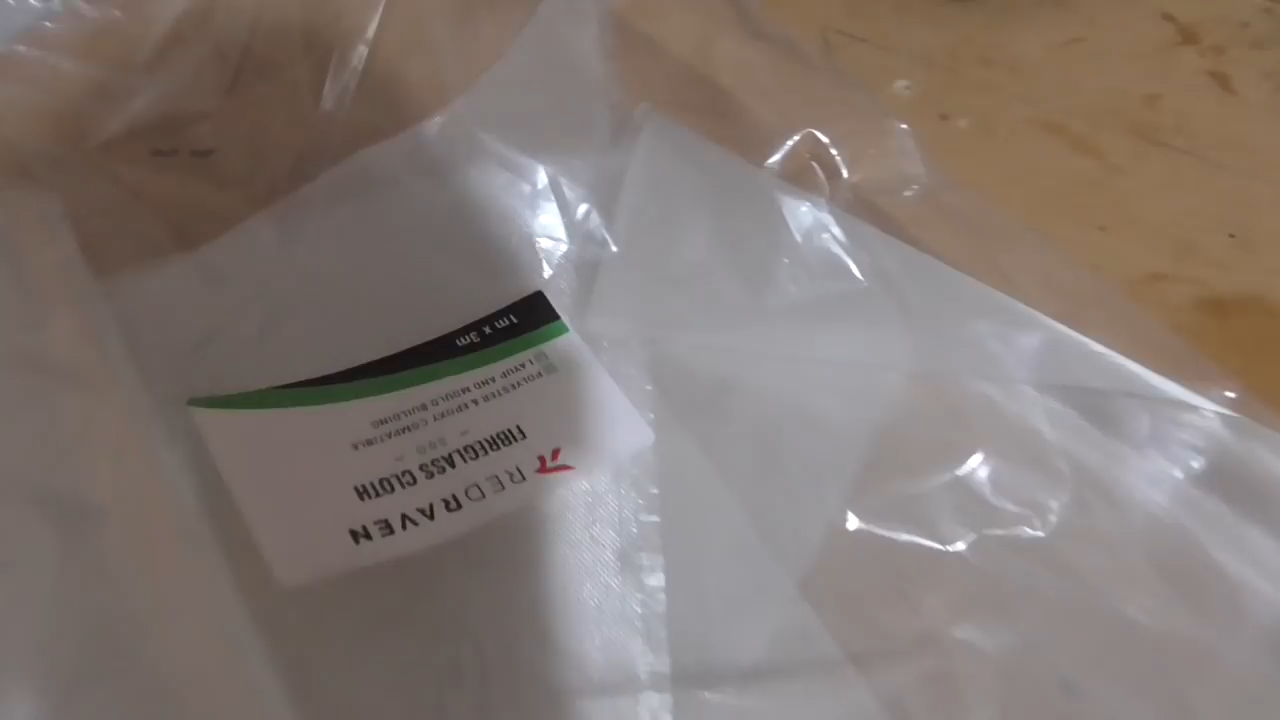 REDRAVEN
FIBREGLASS CLOTH
POLYESTER & EPOXY COMPATIBLE
LAYUP AND MOULD BUILDING
1m x 3m